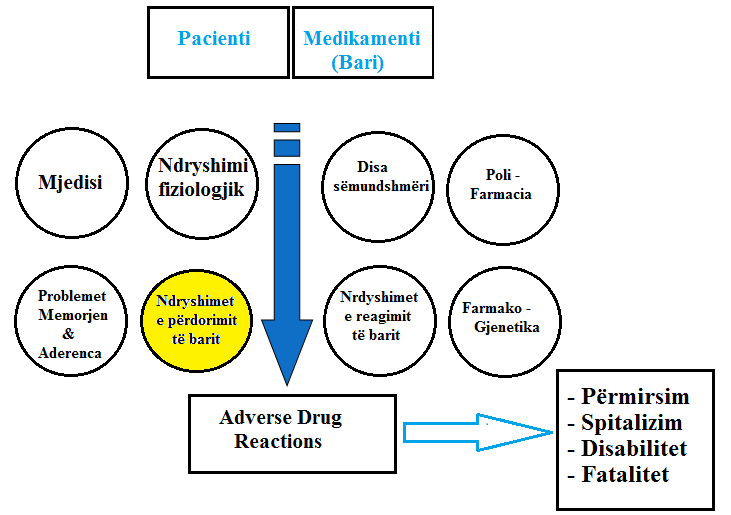 Pacienti
Medikamenti
(Bari)
Mjedisi
Ndryshimi
fiziologjik
Disa
sëmundshmëri
Poli -
Farmacia
Problemet
Memorjen
&
Aderenca
Ndryshimet
e përdorimit
të barit
Nrdyshimet
e reagimit
të barit
Farmako -
Gjenetika
Adverse Drug
Reactions
- Përmirsim
- Spitalizim
- Disabilitet
- Fatalitet